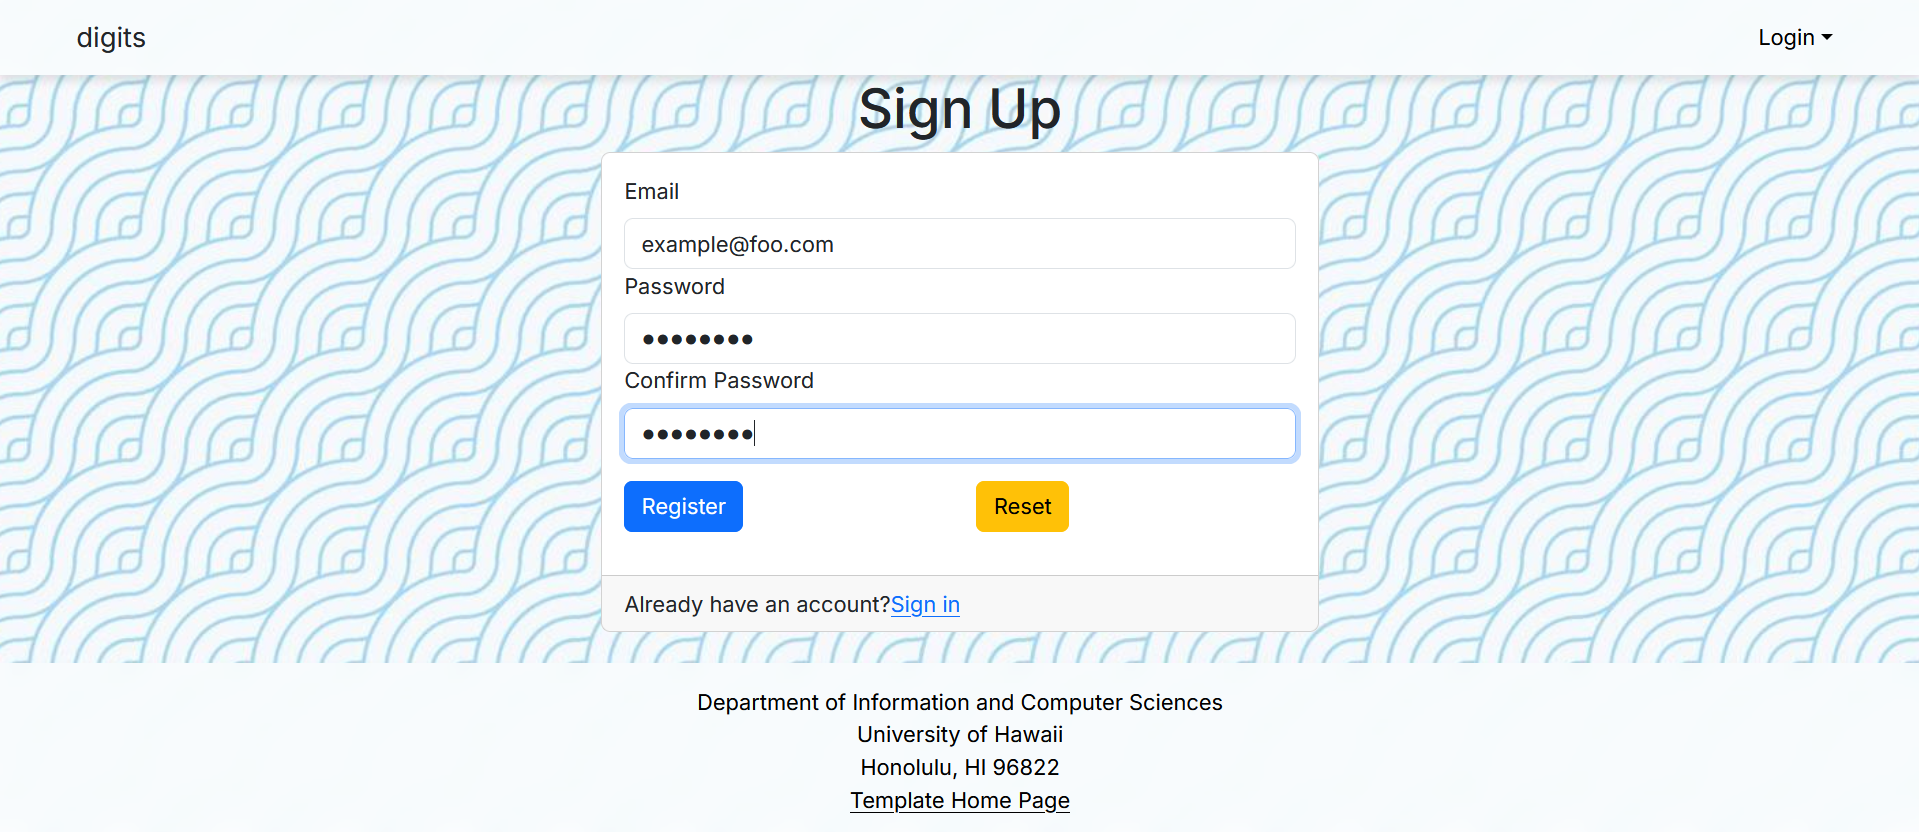 digits
Login
Sign Up
Email
example@foo.com
Password
••••••••
Confirm Password
••••••••
Register
Reset
Already have an account?Sign in
Department of Information and Computer Sciences
University of Hawaii
Honolulu, HI 96822
Template Home Page